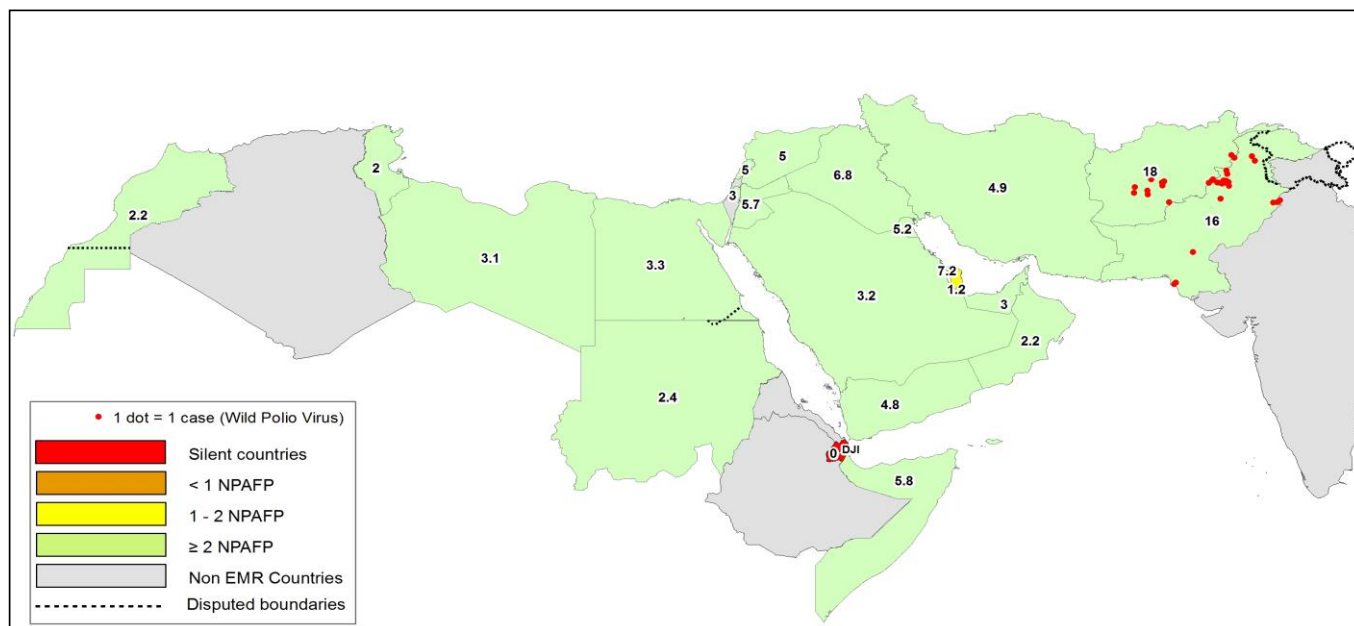 18
5
5
6.8
4.9
2
3
2.2
5.7
16
5.2
3.1
3.3
7.2
3.2
1.2
3
2.2
2.4
4.8
DJI
0
5.8
1 dot = 1 case (Wild Polio Virus)
Silent countries
< 1 NPAFP
1 - 2 NPAFP
≥ 2 NPAFP
Non EMR Countries
Disputed boundaries